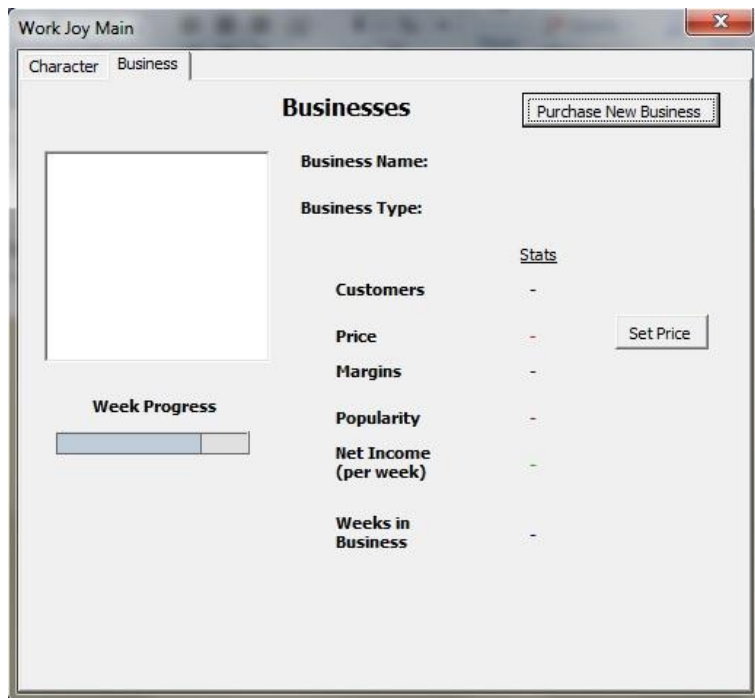 Work Joy Main
Character Business
Businesses
Purchase New Business
Business Name:
Business Type:
Stats
Customers -
Price - Set Price
Margins -
Week Progress
Popularity -
Net Income
(per week) -
Weeks in
Business -